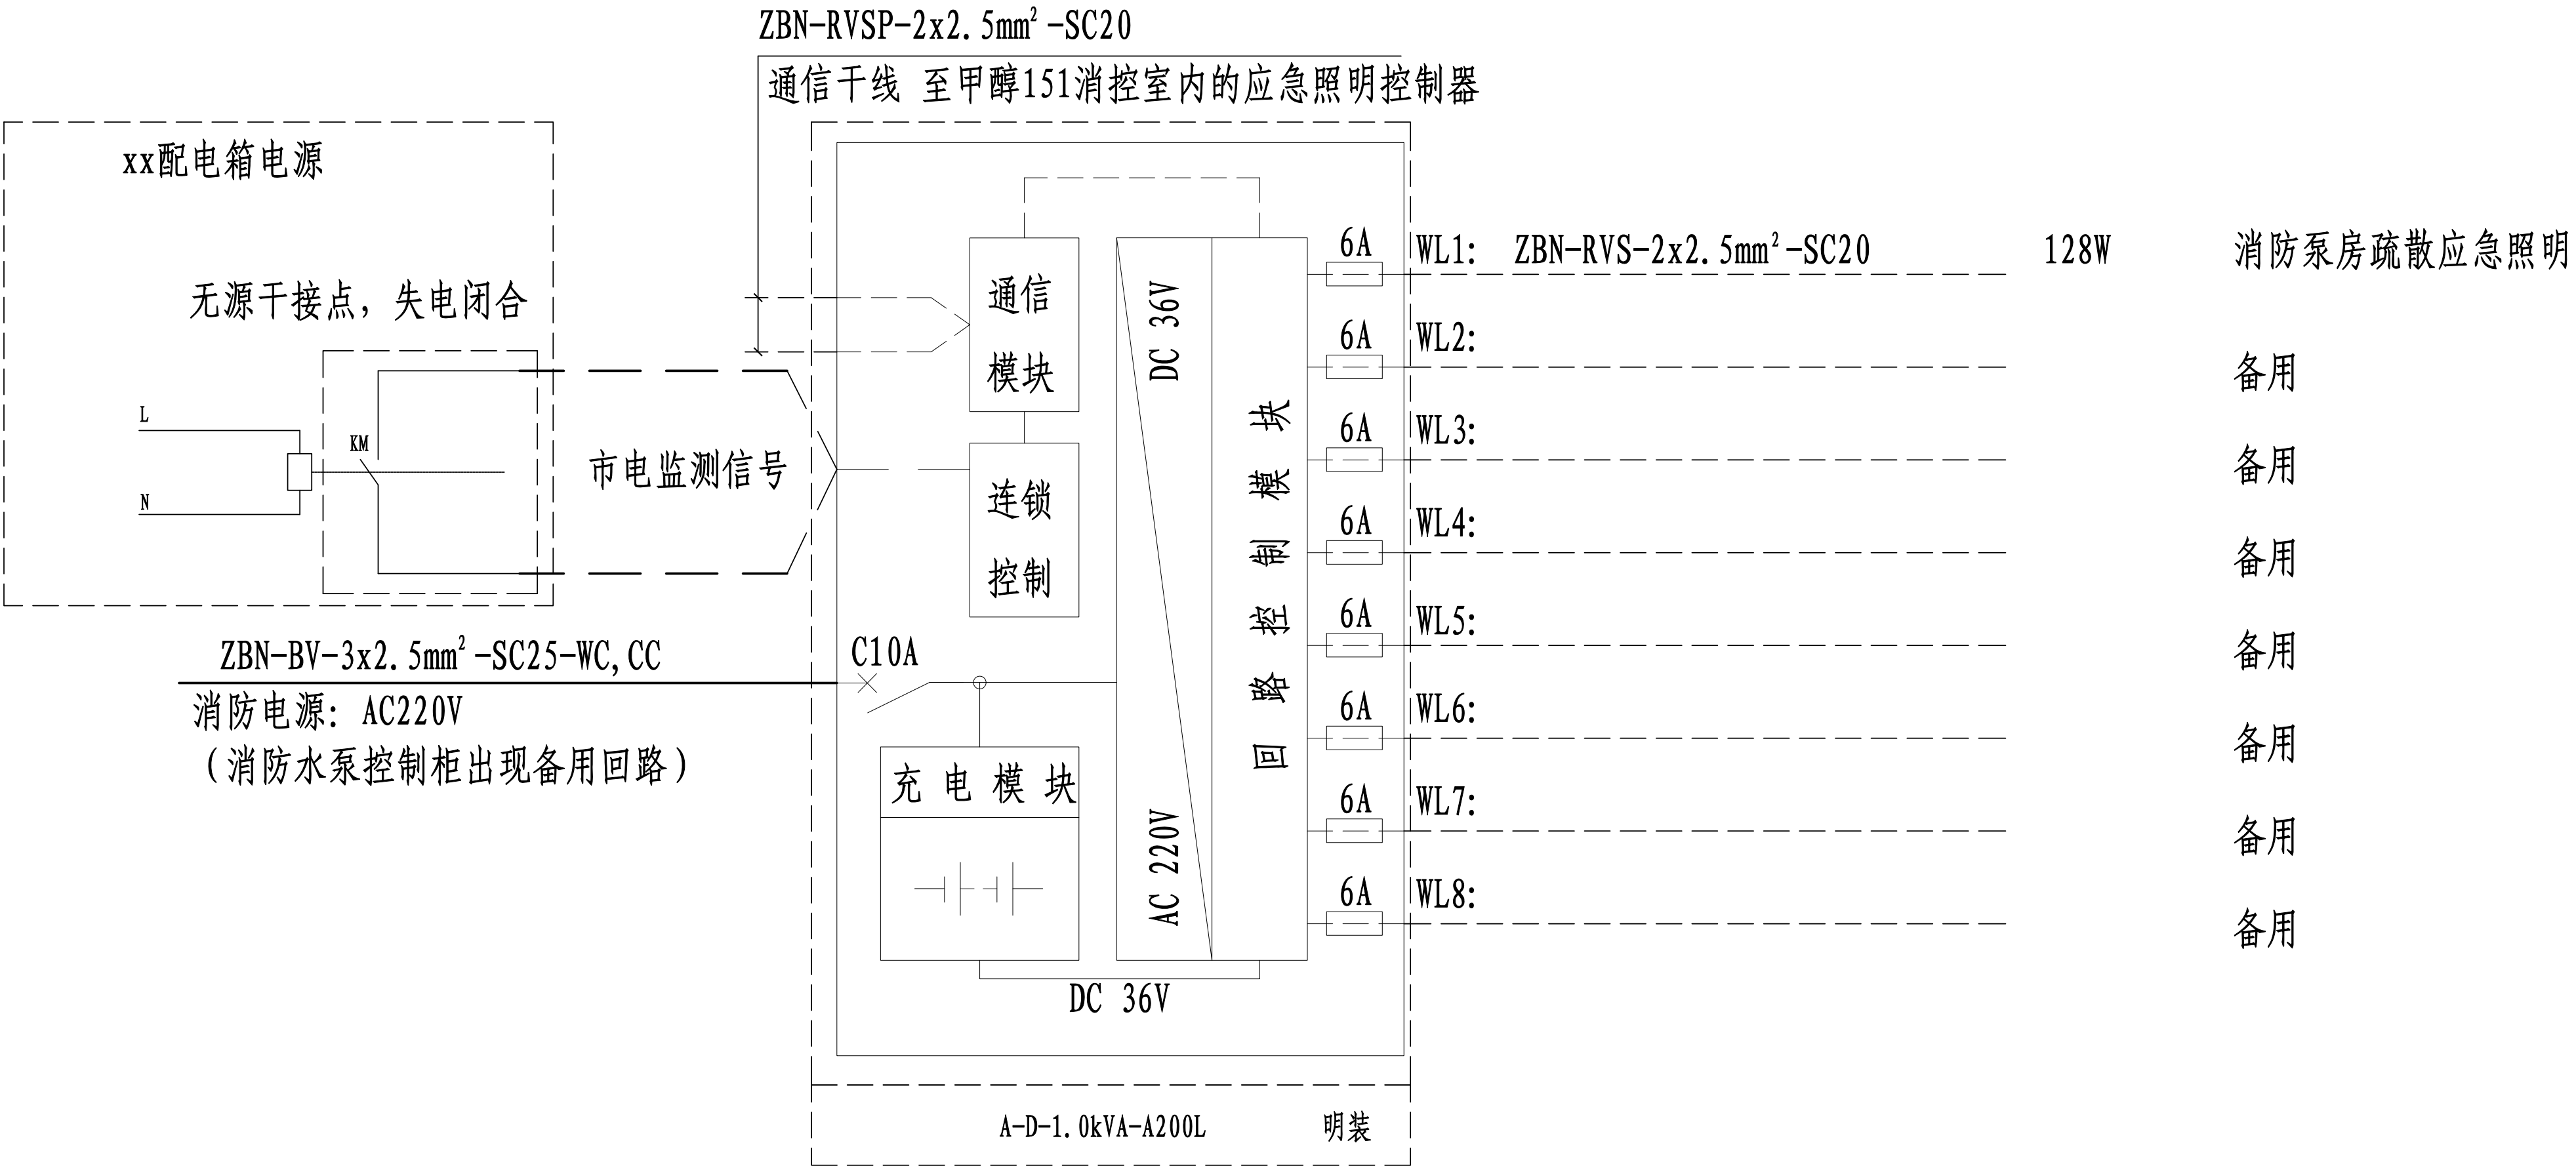 ZBN-RVSP-2x2.5mm²-SC20
通信干线 至甲醇151消控室内的应急照明控制器
xx配电箱电源
无源干接点，失电闭合
L
KM
N
市电监测信号
ZBN-BV-3x2.5mm²-SC25-WC,CC
消防电源: AC220V
（消防水泵控制柜出现备用回路）
C10A
通信
模块
连锁
控制
充电模块
DC 36V
AC 220V
回路控制模块
DC 36V
6A WL1: ZBN-RVS-2x2.5mm²-SC20 128W 消防泵房疏散应急照明
6A WL2: 备用
6A WL3: 备用
6A WL4: 备用
6A WL5: 备用
6A WL6: 备用
6A WL7: 备用
6A WL8: 备用
A-D-1.0kVA-A200L 明装